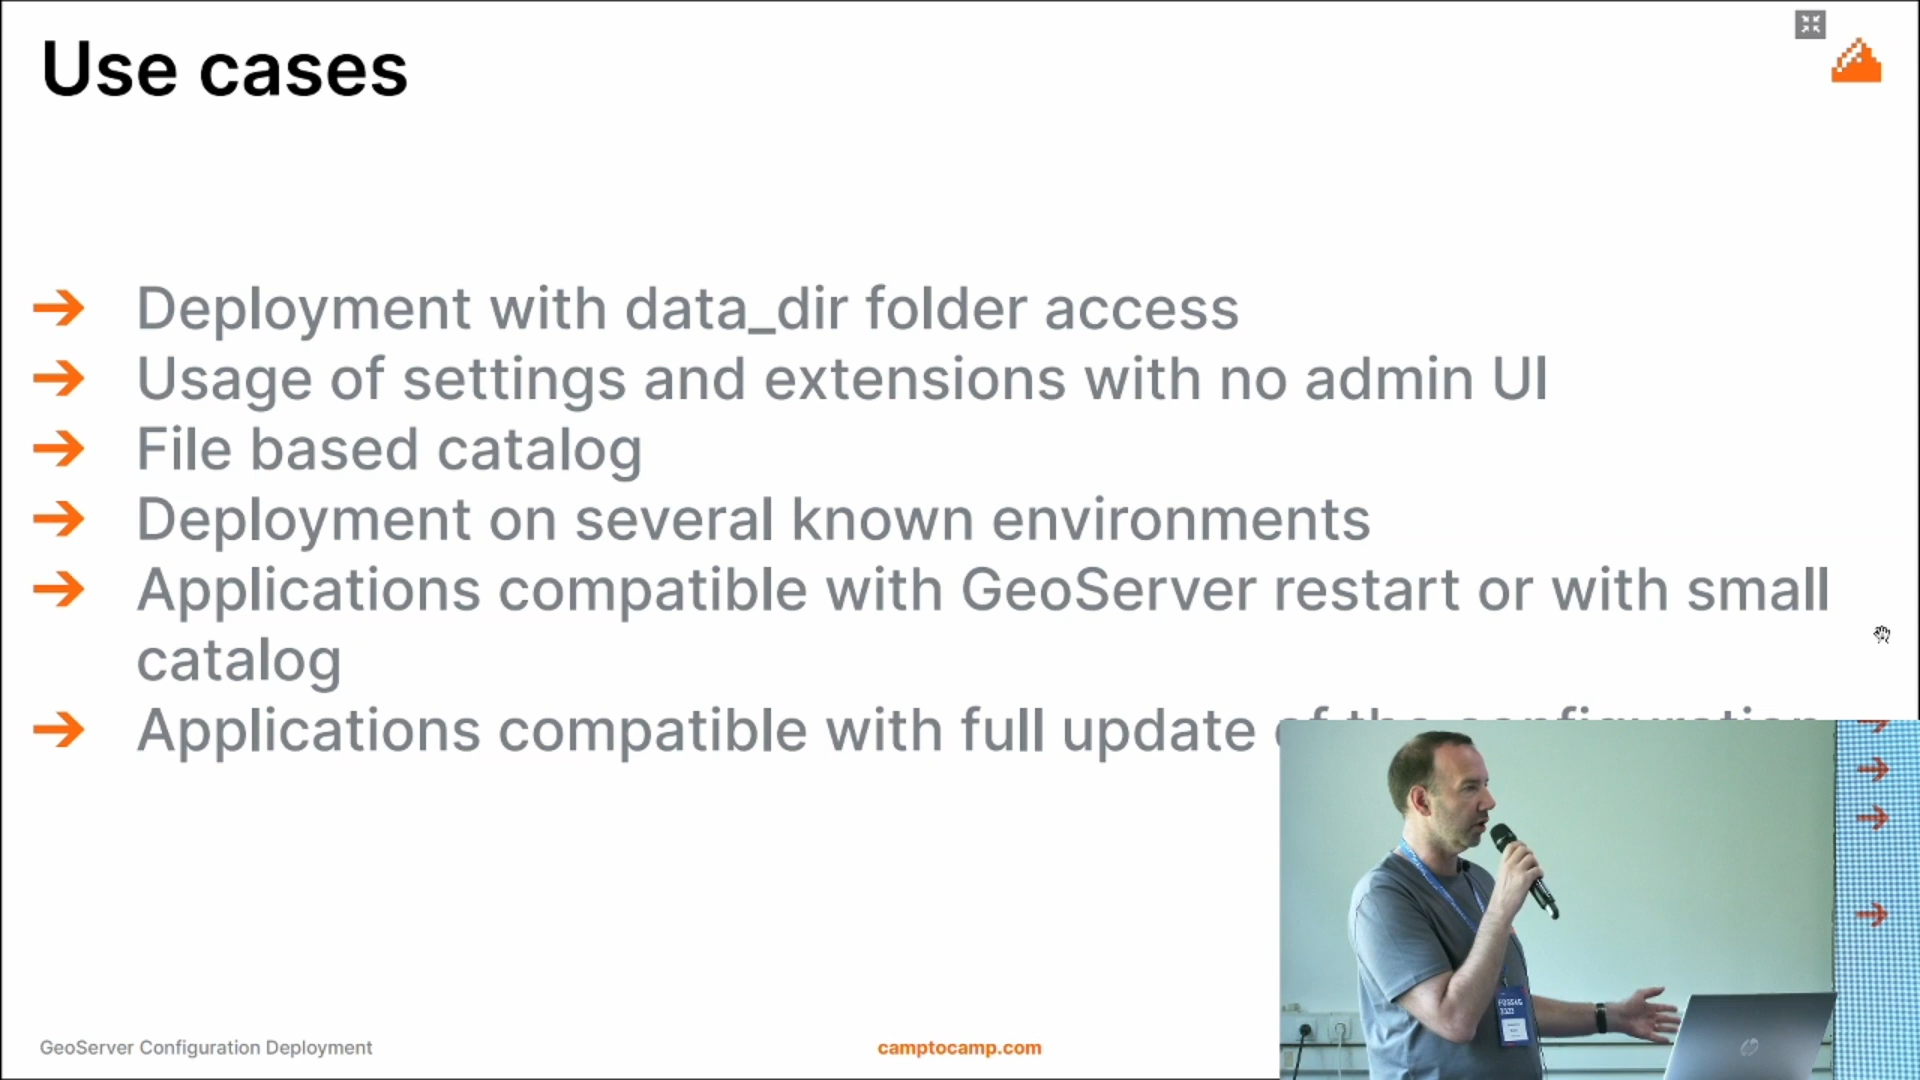 Use cases
Deployment with data_dir folder access
Usage of settings and extensions with no admin UI
File based catalog
Deployment on several known environments
Applications compatible with GeoServer restart or with small
catalog
Applications compatible with full update of the configuration
GeoServer Configuration Deployment
camptocamp.com